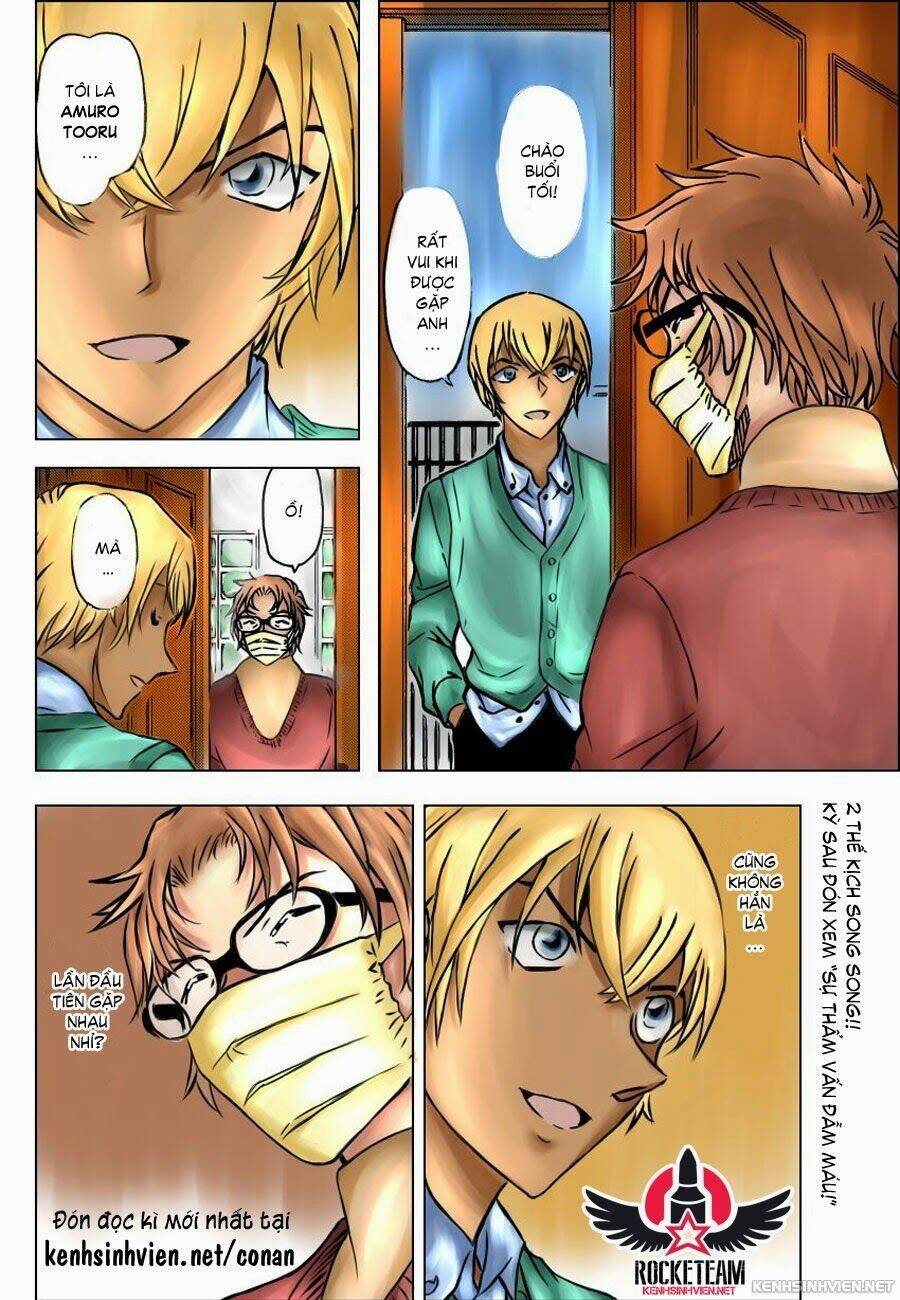 CHÀO
BUỔI
TỐI!
RẤT
VUI KHI
ĐƯỢC
GẶP
ANH
...
TÔI LÀ
AMURO
TOORU
...
Ồ!
MÀ
...
CŨNG
KHÔNG
HẲN
LÀ
...
LẦN ĐẦU
TIÊN GẶP
NHAU
NHỈ?
2 THẾ KỊCH SONG SONG!!
KỲ SAU ĐÓN XEM "SỰ THẨM VẤN ĐẪM MÁU!"
Đón đọc kì mới nhất tại
kenhsinhvien.net/conan
ROCKETEAM
KENHSINHVIEN.NET
KENHSINHVIEN.NET